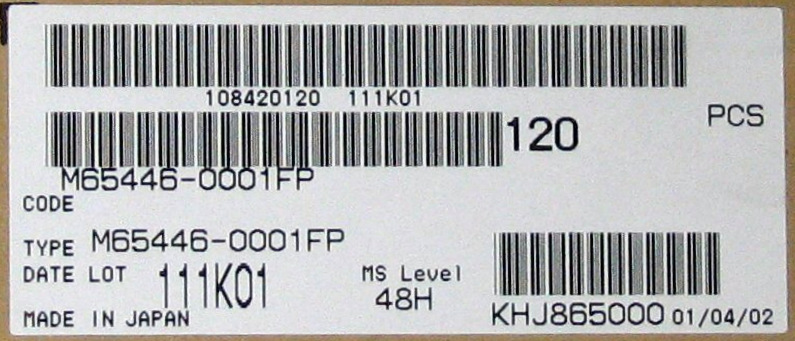 108420120 111K01
120 PCS
M65446-0001FP
CODE
TYPE M65446-0001FP
DATE LOT 111K01
MS Level
48H
MADE IN JAPAN
KHJ865000 01/04/02